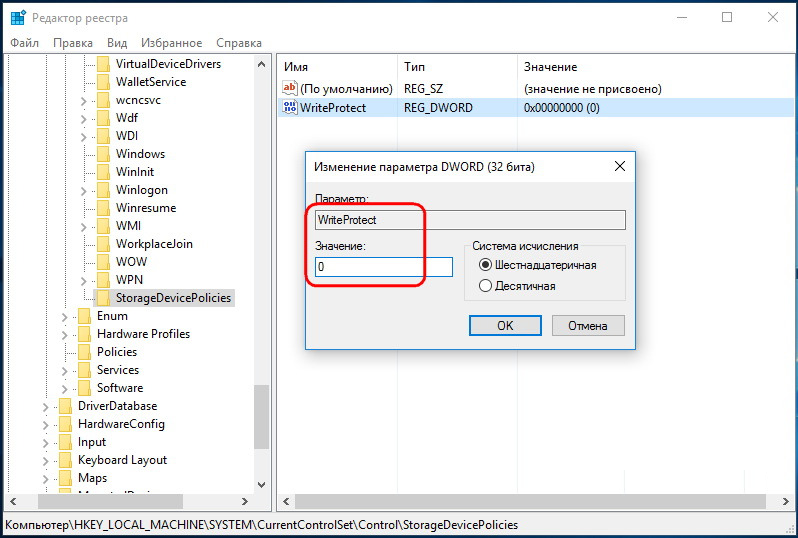 Редактор реестра
Файл Правка Вид Избранное Справка
VirtualDeviceDrivers
WalletService
wcncsvc
Wdf
WDI
Windows
WinInit
Winlogon
Winresume
WMI
WorkplaceJoin
WOW
WPN
StorageDevicePolicies
Enum
Hardware Profiles
Policies
Services
Software
DriverDatabase
HardwareConfig
Input
Keyboard Layout
Maps
Имя Тип Значение
(По умолчанию) REG_SZ (значение не присвоено)
WriteProtect REG_DWORD 0x00000000 (0)
Изменение параметра DWORD (32 бита)
Параметр:
WriteProtect
Значение:
0
Система исчисления
Шестнадцатеричная
Десятичная
OK Отмена
Компьютер\HKEY_LOCAL_MACHINE\SYSTEM\CurrentControlSet\Control\StorageDevicePolicies